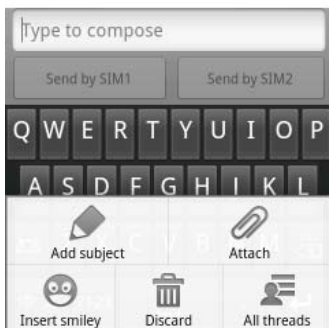 Type to compose
Send by SIM1 Send by SIM2
Q W E R T Y U I O P
A S D F G H J K L
Add subject Attach
Insert smiley Discard All threads